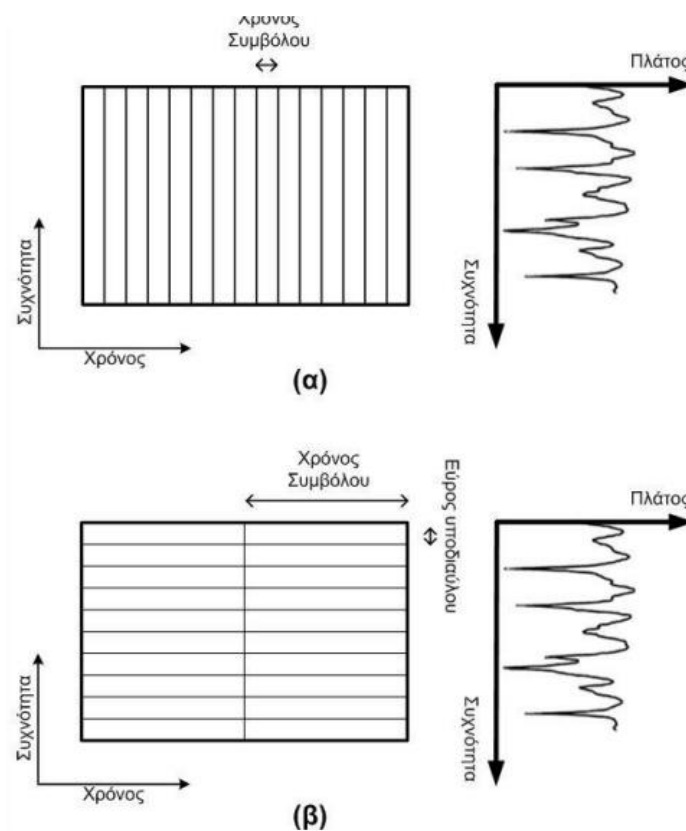 Χρόνος
Συμβόλου
Πλάτος
Συχνότητα
Συχνότητα
Χρόνος
(α)
Χρόνος
Συμβόλου
Εύρος υποδιαύλου
Πλάτος
Συχνότητα
Συχνότητα
Χρόνος
(β)